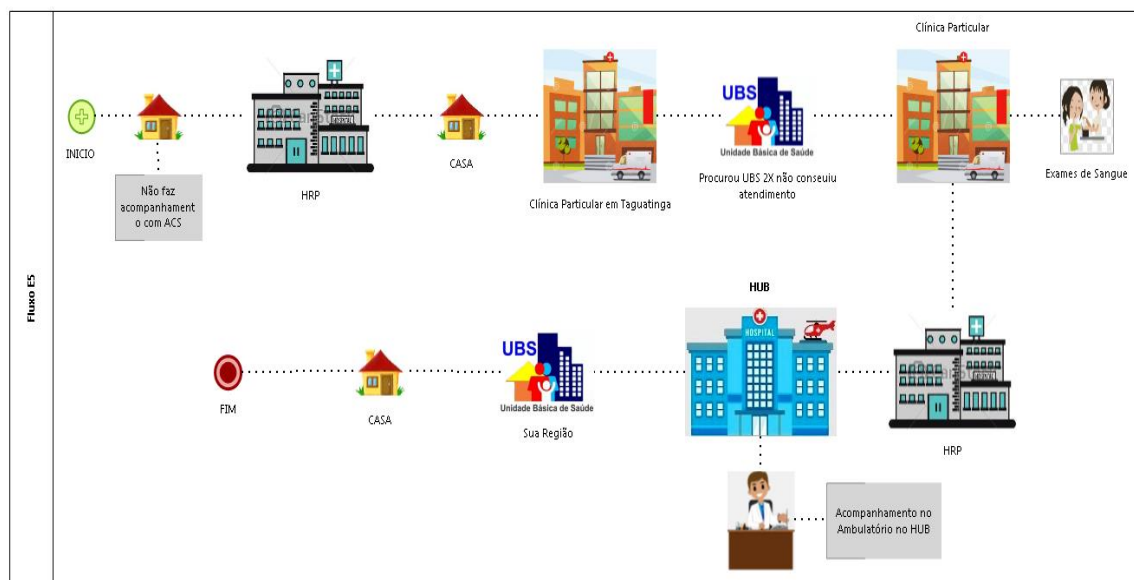 Fluxo E5
Clínica Particular
INICIO
Não faz
acompanhament
o com ACS
HOSPITAL
HRP
CASA
Clínica Particular em Taguatinga
UBS
Unidade Básica de Saúde
Procurou UBS 2X não conseuiu
atendimento
Exames de Sangue
HUB
HOSPITAL
FIM
CASA
UBS
Unidade Básica de Saúde
Sua Região
HRP
Acompanhamento no
Ambulatório no HUB